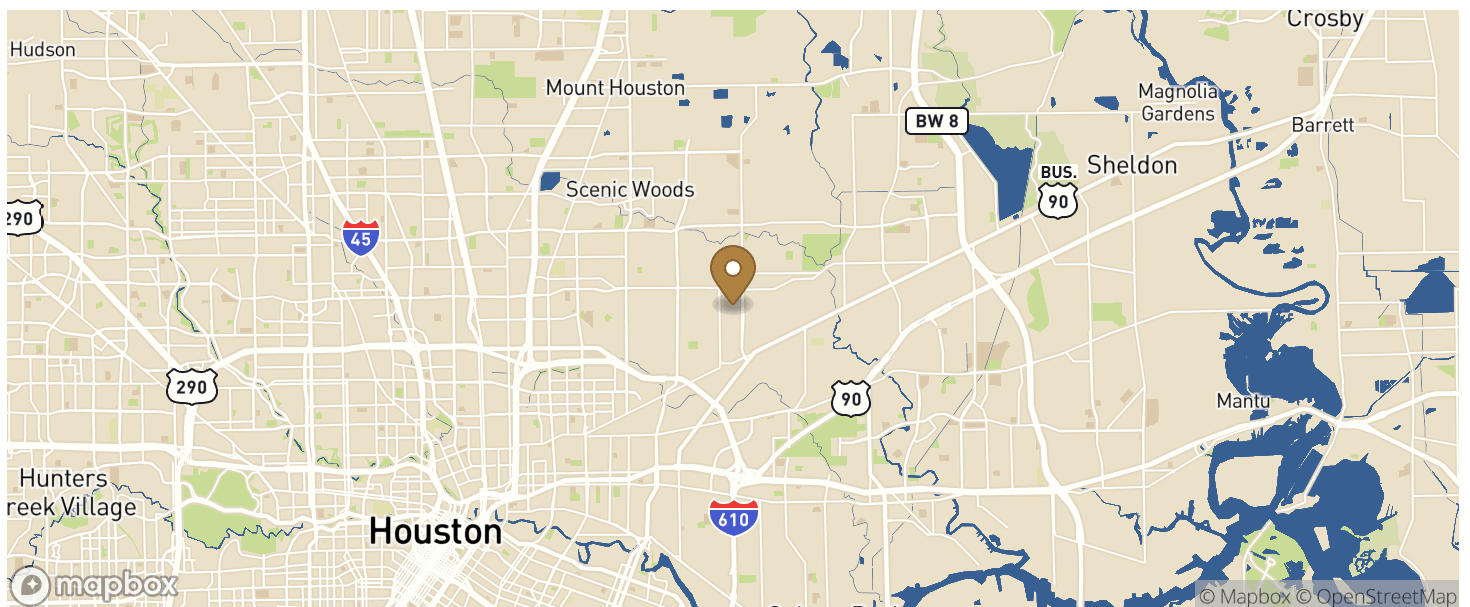 Crosby
Hudson
Mount Houston
Magnolia
Gardens
BW 8
Barrett
Sheldon
BUS.
90
Scenic Woods
290
45
290
90
Mantu
Hunters
reek Village
610
Houston
mapbox
© Mapbox © OpenStreetMap